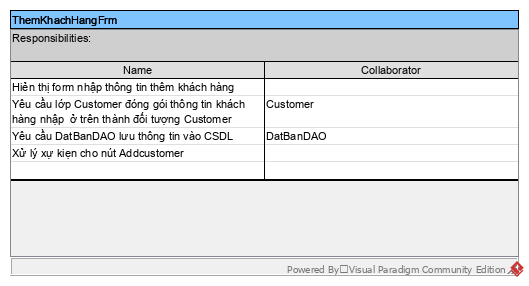 ThemKhachHangFrm
Responsibilities:
Name Collaborator
Hiển thị form nhập thông tin thêm khách hàng
Yêu cầu lớp Customer đóng gói thông tin khách Customer
hàng nhập ở trên thành đối tượng Customer
Yêu cầu DatBanDAO lưu thông tin vào CSDL DatBanDAO
Xử lý xự kiện cho nút Addcustomer
Powered By Visual Paradigm Community Edition